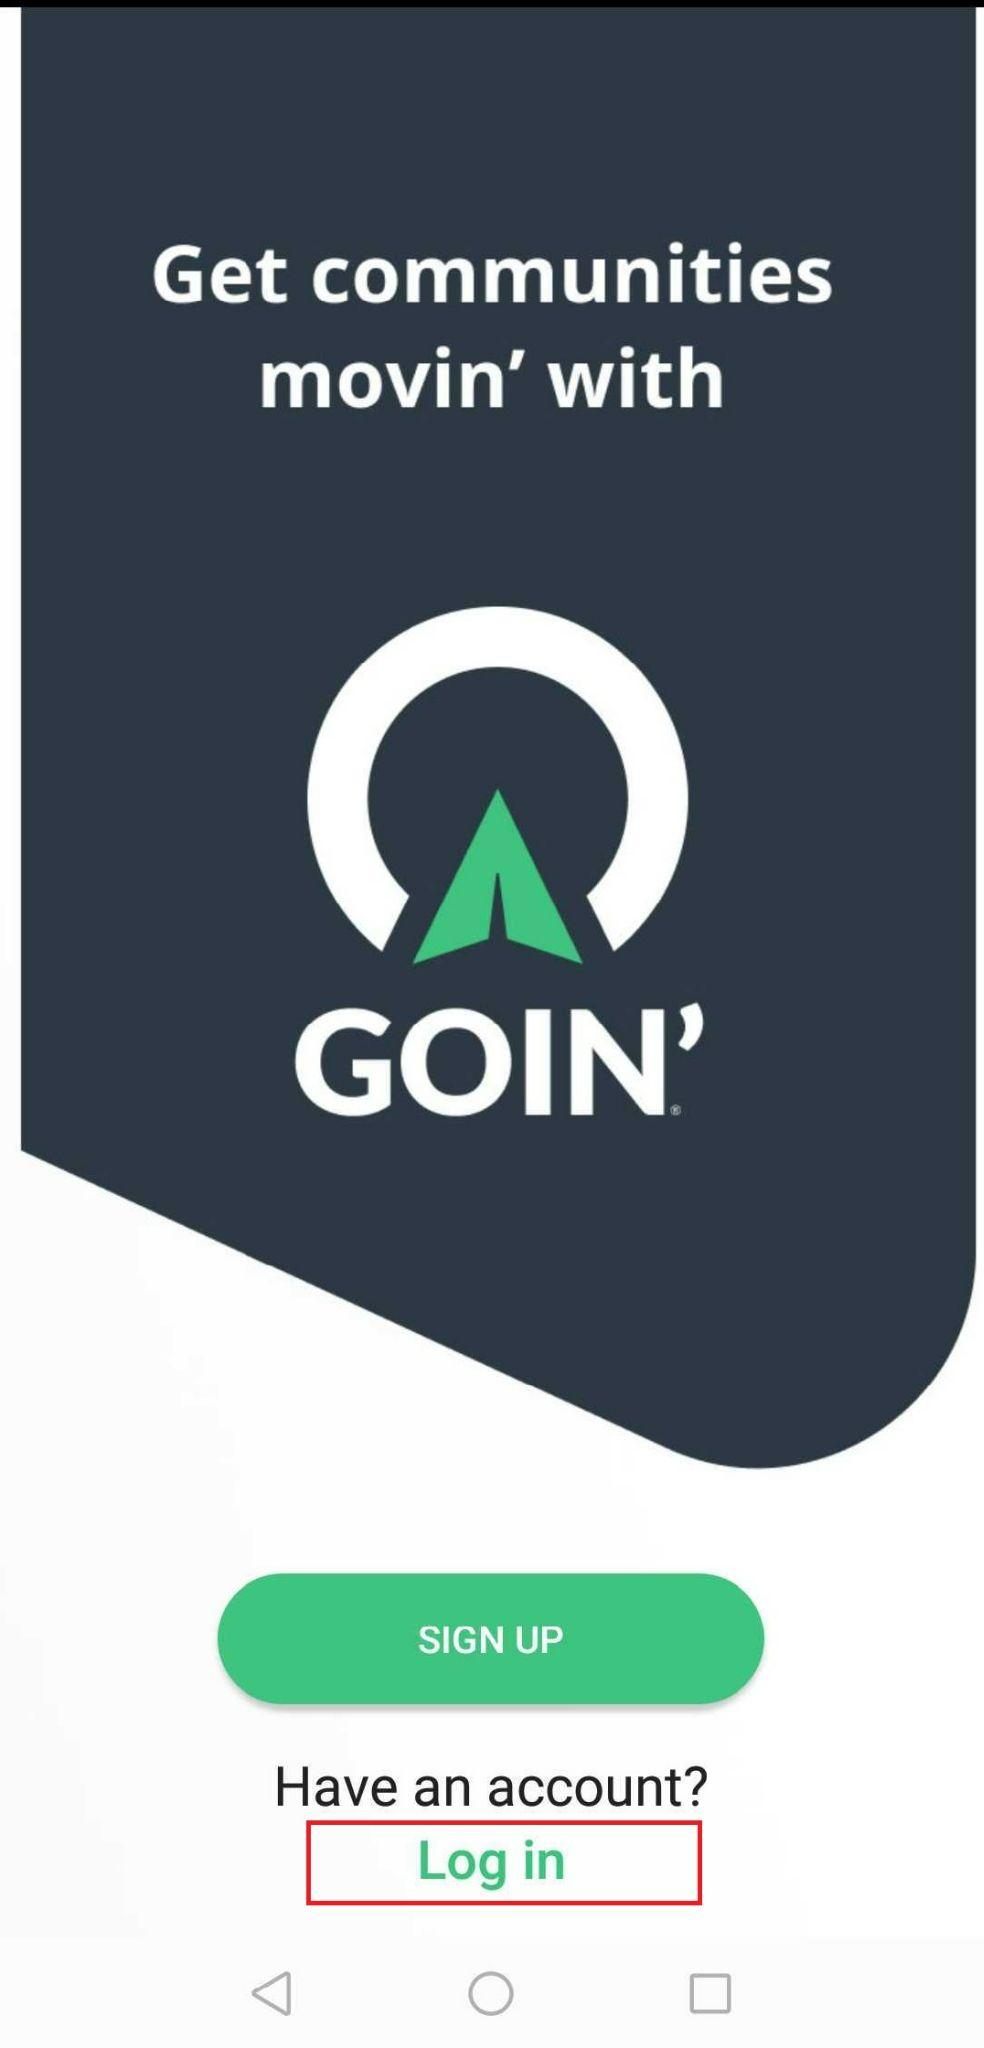 Get communities
movin’ with
GOIN’®
SIGN UP
Have an account?
Log in